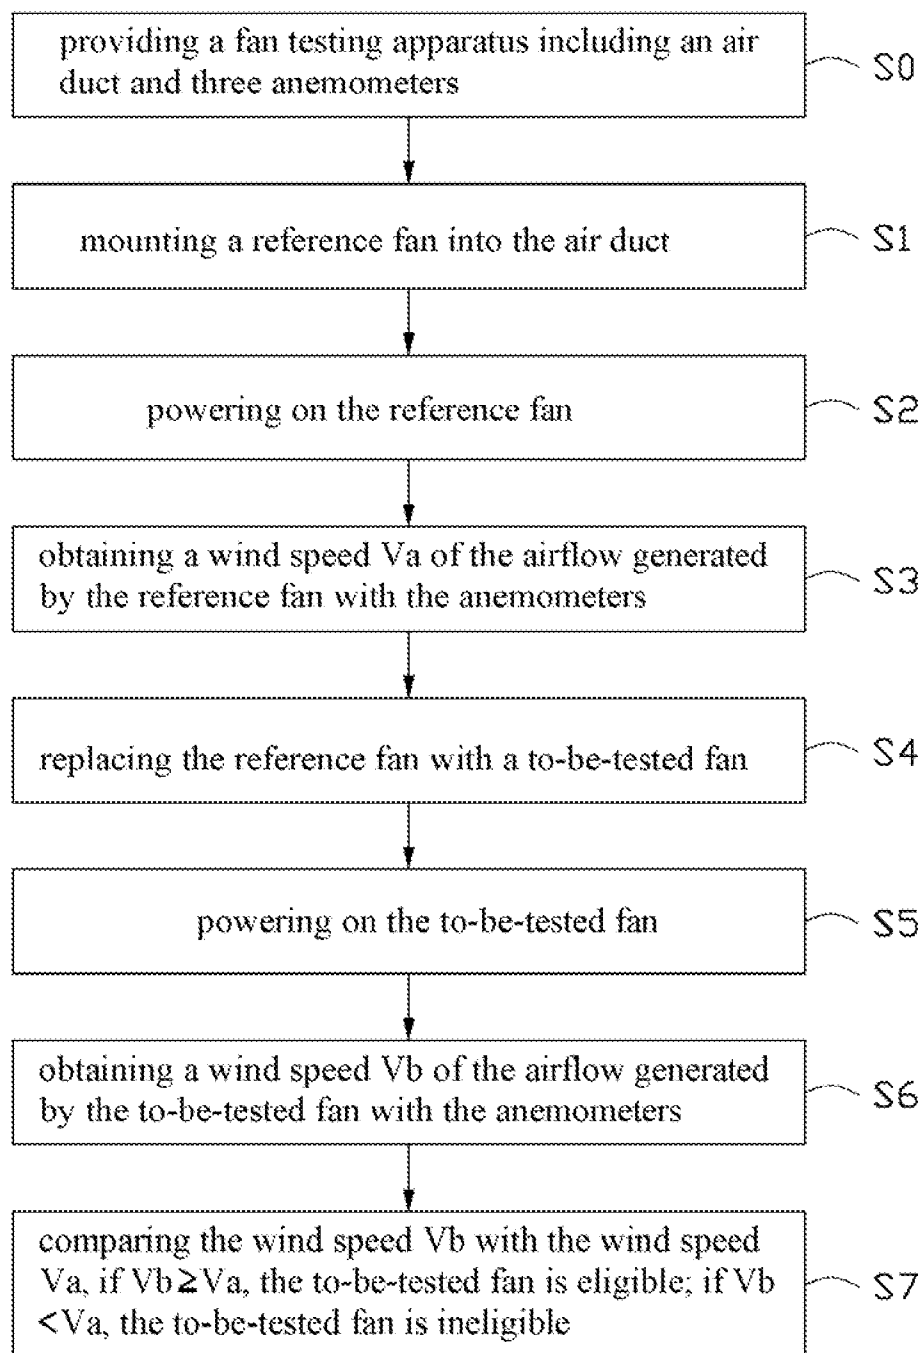 providing a fan testing apparatus including an air
duct and three anemometers
S0
mounting a reference fan into the air duct
S1
powering on the reference fan
S2
obtaining a wind speed Va of the airflow generated
by the reference fan with the anemometers
S3
replacing the reference fan with a to-be-tested fan
S4
powering on the to-be-tested fan
S5
obtaining a wind speed Vb of the airflow generated
by the to-be-tested fan with the anemometers
S6
comparing the wind speed Vb with the wind speed
Va, if Vb≥Va, the to-be-tested fan is eligible; if Vb
<Va, the to-be-tested fan is ineligible
S7